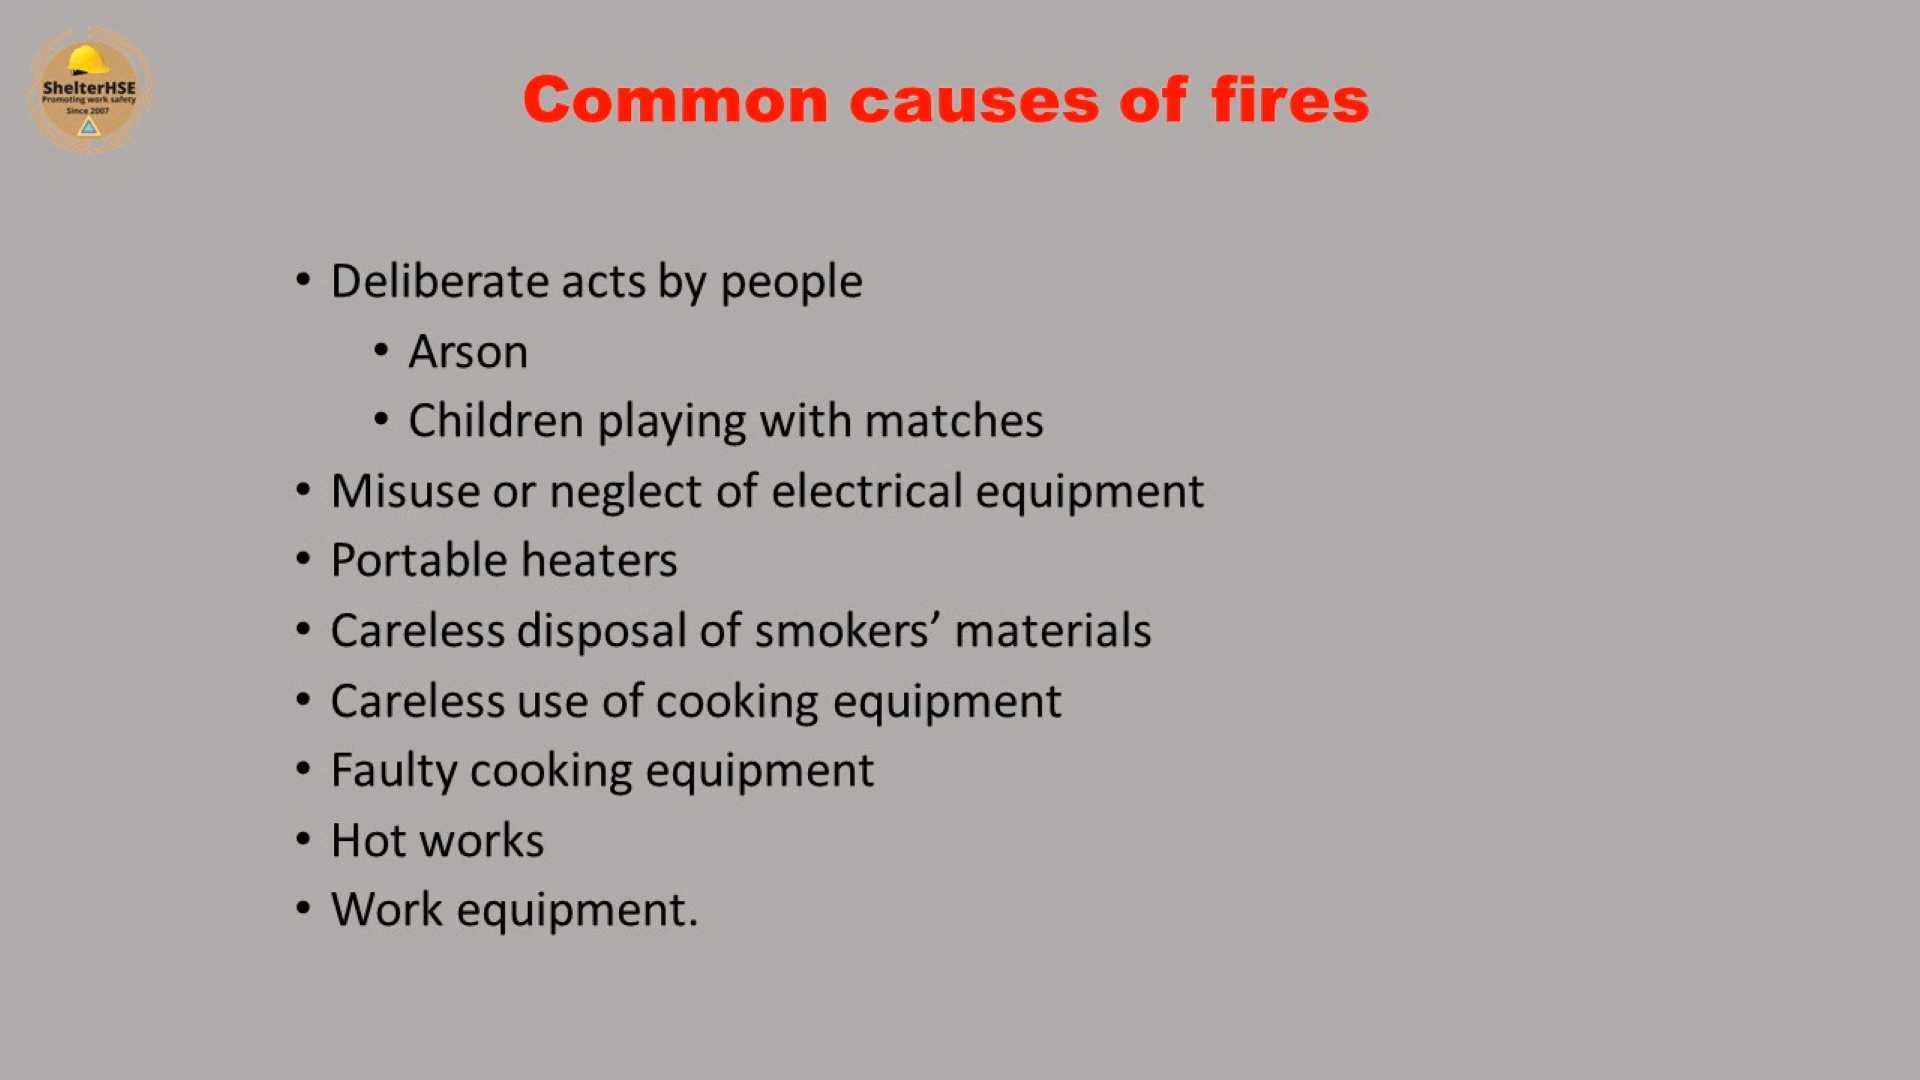 ShelterHSE
Promoting work safety
Since 2007
Common causes of fires
• Deliberate acts by people
• Arson
• Children playing with matches
• Misuse or neglect of electrical equipment
• Portable heaters
• Careless disposal of smokers’ materials
• Careless use of cooking equipment
• Faulty cooking equipment
• Hot works
• Work equipment.